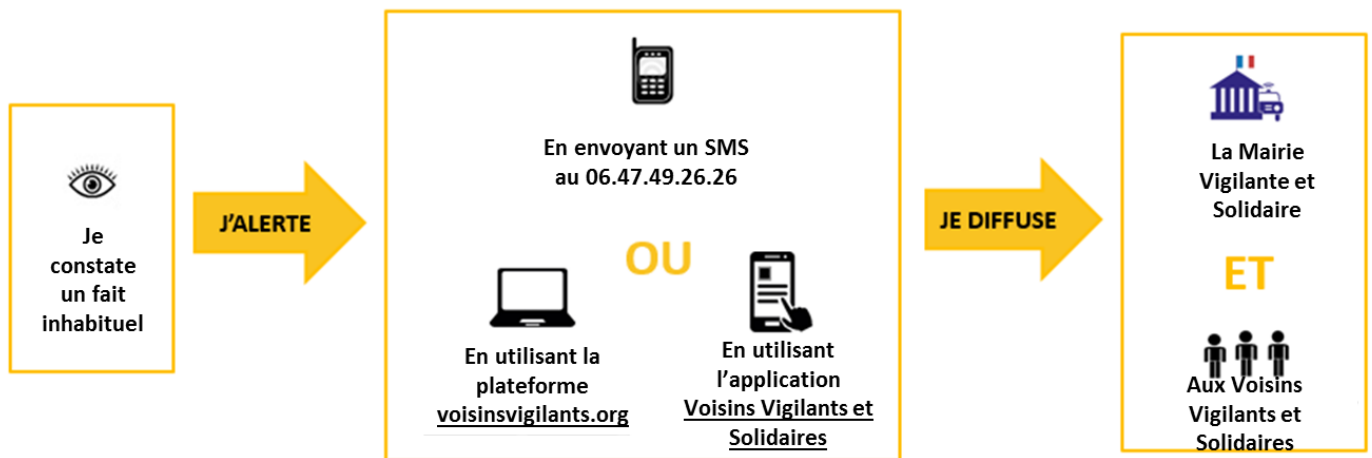 Je
constate
un fait
inhabituel
J'ALERTE
En envoyant un SMS
au 06.47.49.26.26
OU
En utilisant la
plateforme
voisinsvigilants.org
En utilisant
l'application
Voisins Vigilants et
Solidaires
JE DIFFUSE
La Mairie
Vigilante et
Solidaire
ET
Aux Voisins
Vigilants et
Solidaires